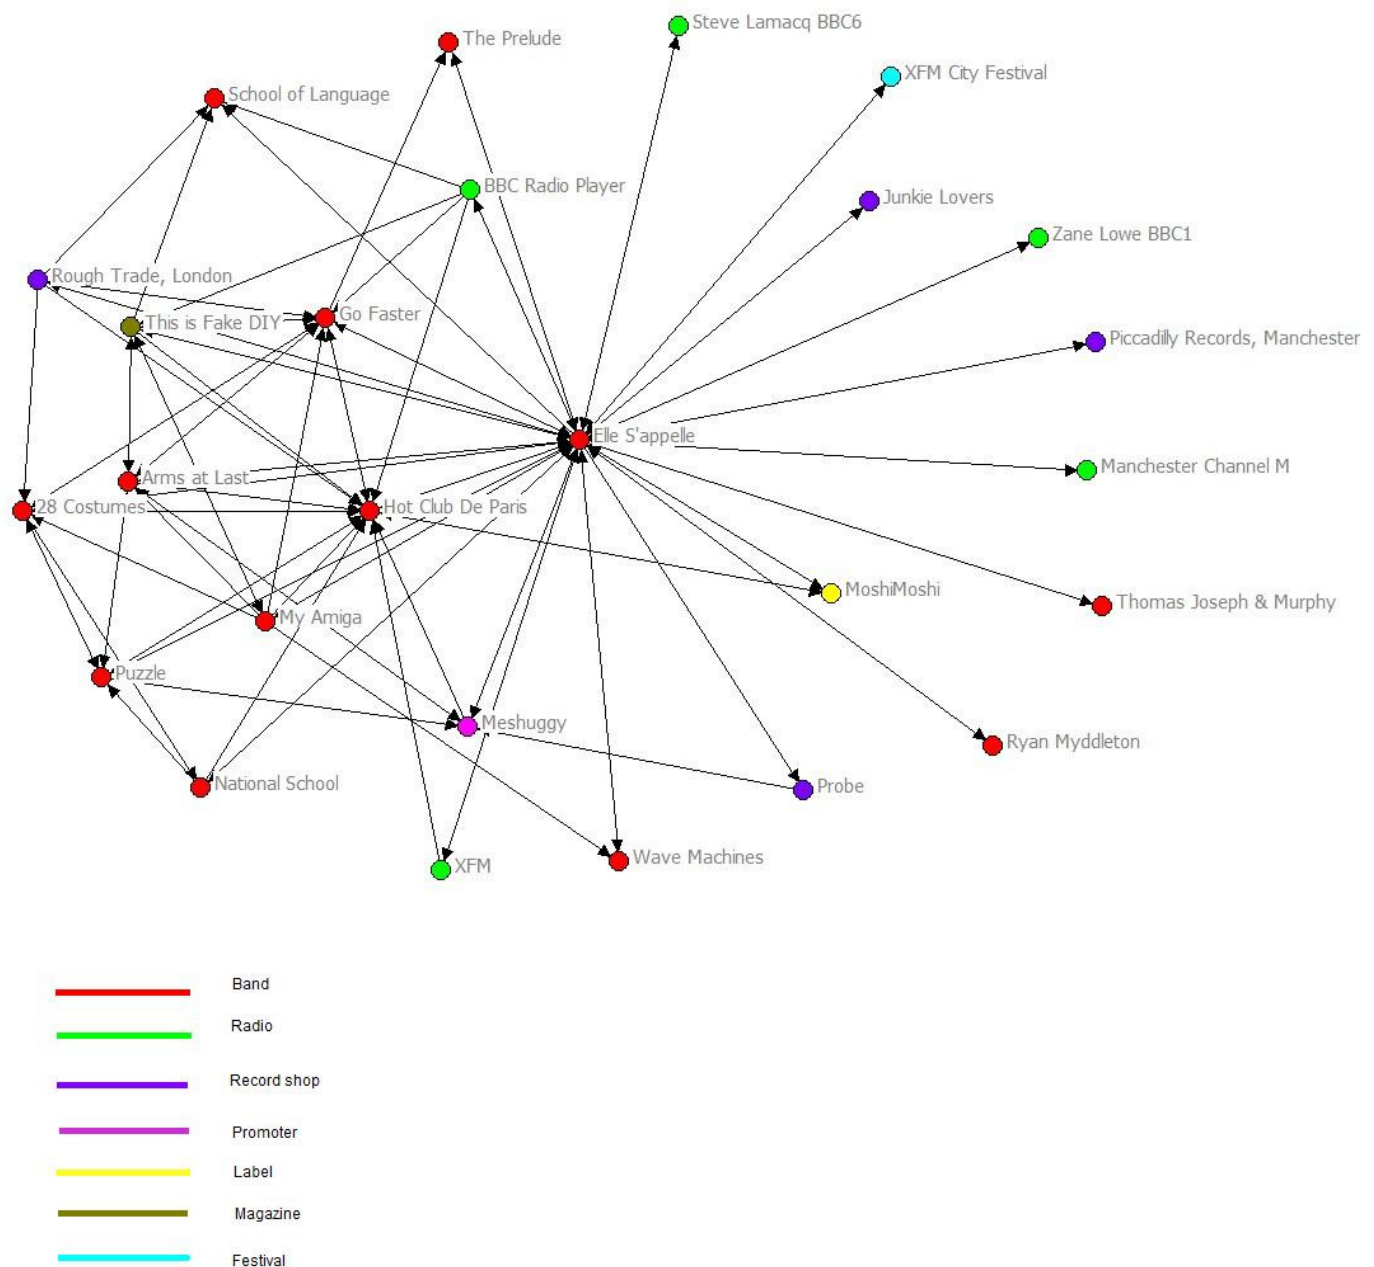 Steve Lamacq BBC6
The Prelude
XFM City Festival
School of Language
BBC Radio Player
Junkie Lovers
Zane Lowe BBC1
Rough Trade, London
Go Faster
This is Fake DIY
Piccadilly Records, Manchester
Elle S'appelle
Manchester Channel M
Arms at Last
28 Costumes
Hot Club De Paris
MoshiMoshi
Thomas Joseph & Murphy
My Amiga
Puzzle
Meshuggy
Ryan Myddleton
National School
Probe
Wave Machines
XFM
Band
Radio
Record shop
Promoter
Label
Magazine
Festival